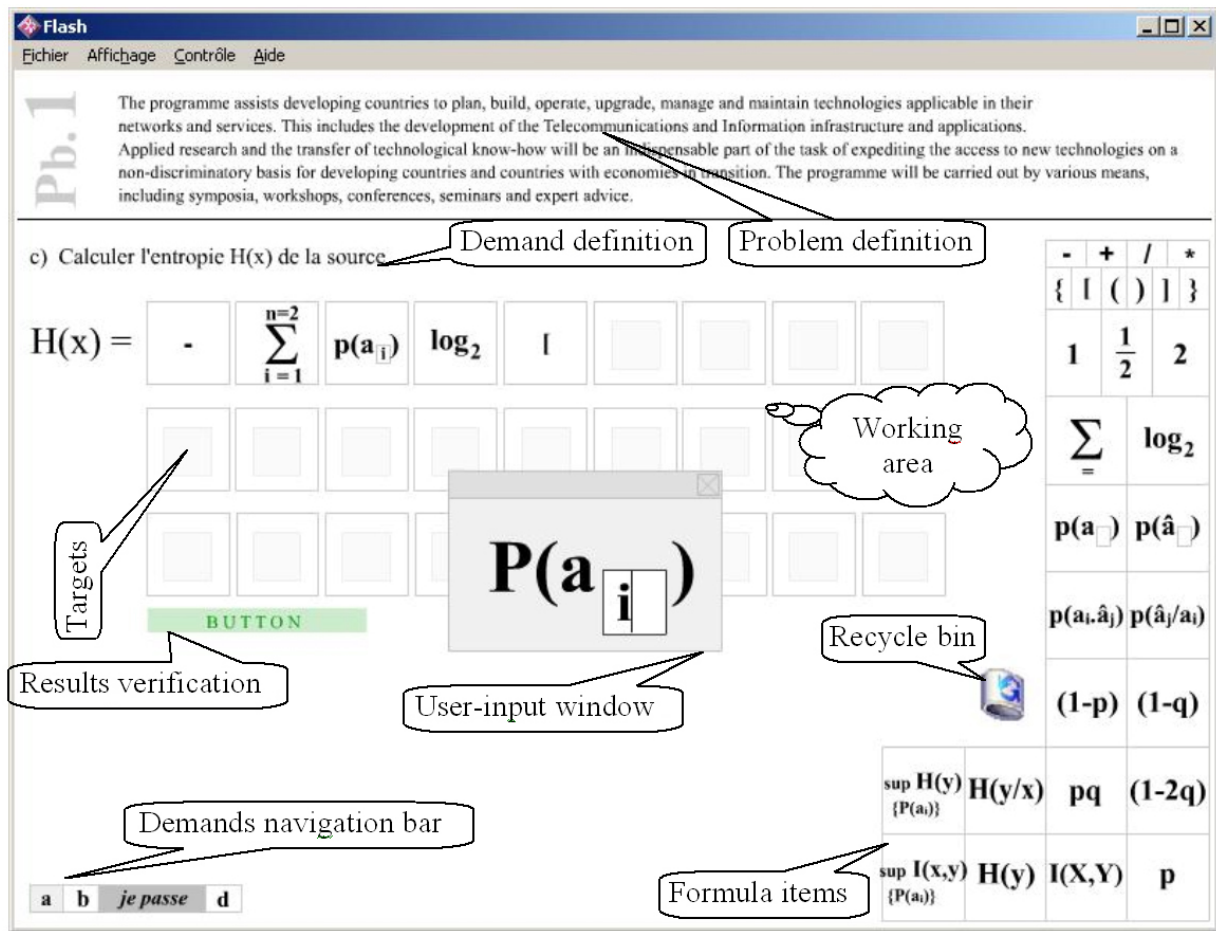 Flash
Fichier Affichage Contrôle Aide
Pb. 1
The programme assists developing countries to plan, build, operate, upgrade, manage and maintain technologies applicable in their
networks and services. This includes the development of the Telecommunications and Information infrastructure and applications.
Applied research and the transfer of technological know-how will be an indispensable part of the task of expediting the access to new technologies on a
non-discriminatory basis for developing countries and countries with economies in transition. The programme will be carried out by various means,
including symposia, workshops, conferences, seminars and expert advice.
Demand definition
Problem definition
c) Calculer l'entropie H(x) de la source
- + / *
{ [ ( ) ] }
H(x) = - n=2 ∑ i = 1 p(a i) log₂ [
1 1/2 2
Working
area
∑ = log₂
Targets
P(a i)
p(a ) p(â )
BUTTON
p(aᵢ.âⱼ) p(âⱼ/aᵢ)
Recycle bin
Results verification
User-input window
(1-p) (1-q)
sup H(y) {P(aᵢ)} H(y/x) pq (1-2q)
Demands navigation bar
sup I(x,y) {P(aᵢ)} H(y) I(X,Y) p
Formula items
a b je passe d